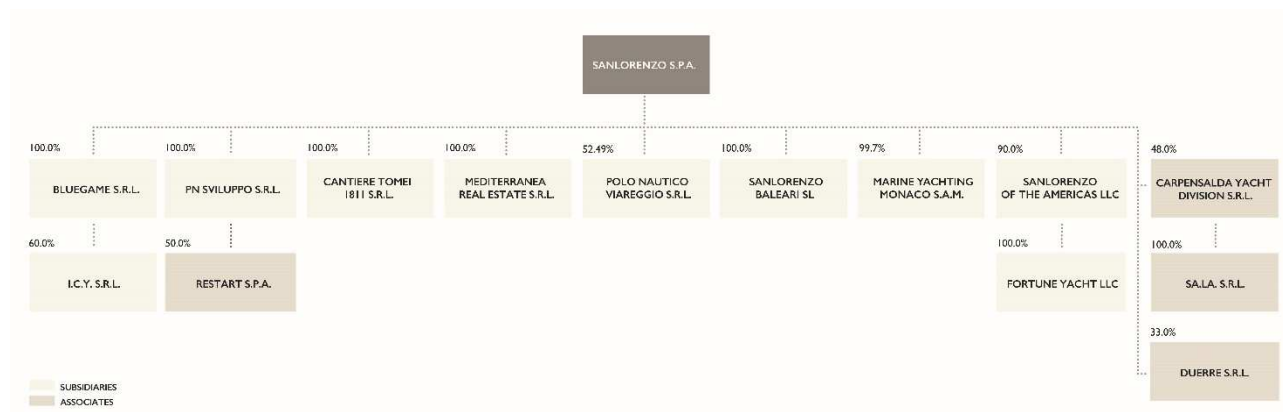 SANLORENZO S.P.A.
100.0%
BLUEGAME S.R.L.
100.0%
PN SVILUPPO S.R.L.
100.0%
CANTIERE TOMEI
1811 S.R.L.
100.0%
MEDITERRANEA
REAL ESTATE S.R.L.
52.49%
POLO NAUTICO
VIAREGGIO S.R.L.
100.0%
SANLORENZO
BALEARI SL
99.7%
MARINE YACHTING
MONACO S.A.M.
90.0%
SANLORENZO
OF THE AMERICAS LLC
48.0%
CARPENSALDA YACHT
DIVISION S.R.L.
60.0%
I.C.Y. S.R.L.
50.0%
RESTART S.P.A.
100.0%
FORTUNE YACHT LLC
100.0%
SA.LA. S.R.L.
33.0%
DUERRE S.R.L.
SUBSIDIARIES
ASSOCIATES